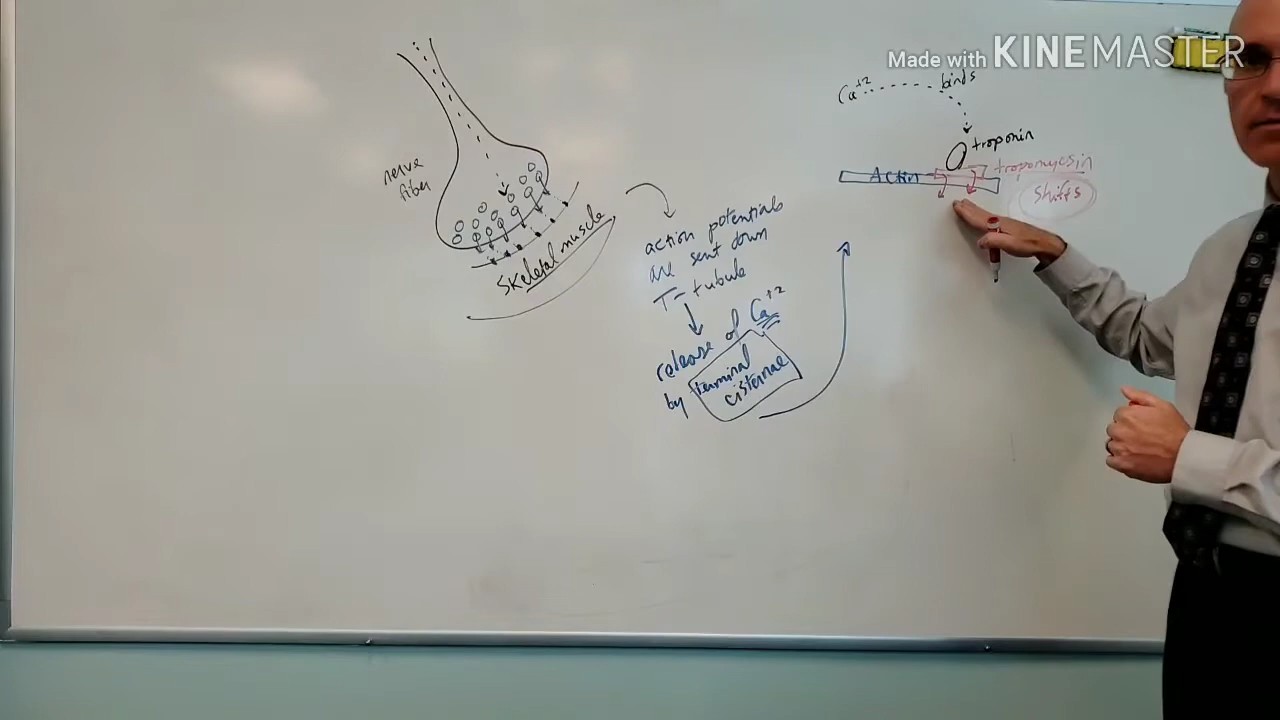 Made with KINEMASTER
nerve
fiber
skeletal muscle
action potentials
are sent down
T-tubule
release of Ca+2
by terminal
cisternae
Ca+2 binds
troponin
Actin tropomyosin
shifts